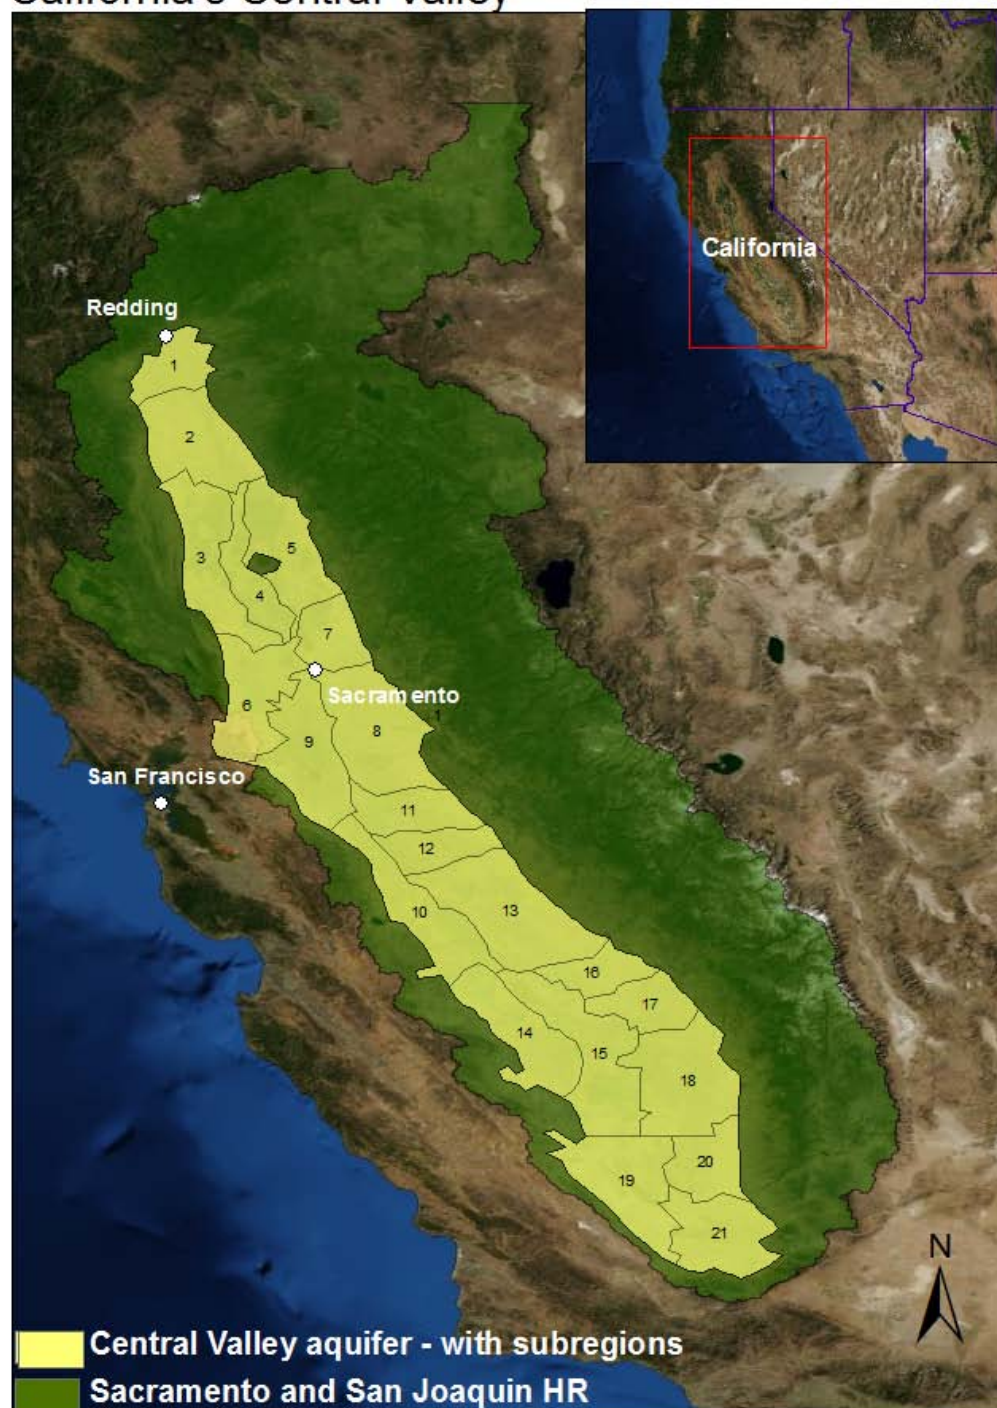 California's Central Valley
California
Redding
1
2
3
5
4
7
Sacramento
6
1
8
9
San Francisco
11
12
10
13
16
17
14
15
18
20
19
21
N
Central Valley aquifer - with subregions
Sacramento and San Joaquin HR